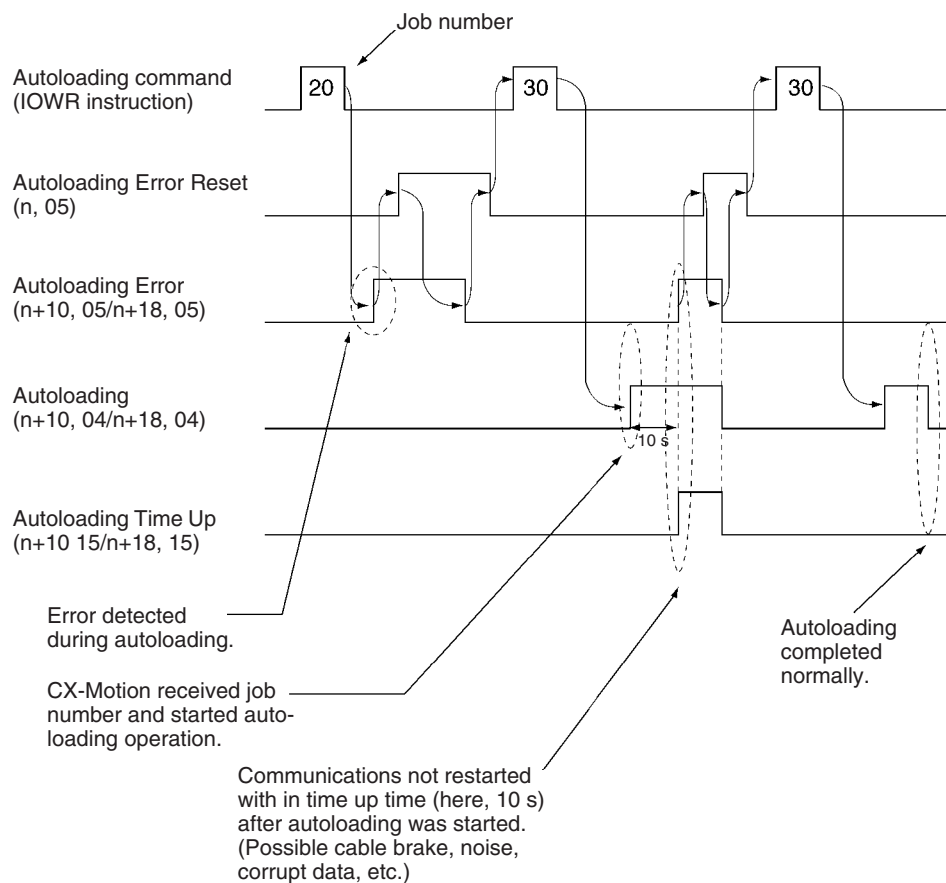 Job number
Autoloading command
(IOWR instruction)
20
30
30
Autoloading Error Reset
(n, 05)
Autoloading Error
(n+10, 05/n+18, 05)
Autoloading
(n+10, 04/n+18, 04)
10 s
Autoloading Time Up
(n+10 15/n+18, 15)
Error detected
during autoloading.
CX-Motion received job
number and started auto-
loading operation.
Communications not restarted
with in time up time (here, 10 s)
after autoloading was started.
(Possible cable brake, noise,
corrupt data, etc.)
Autoloading
completed
normally.